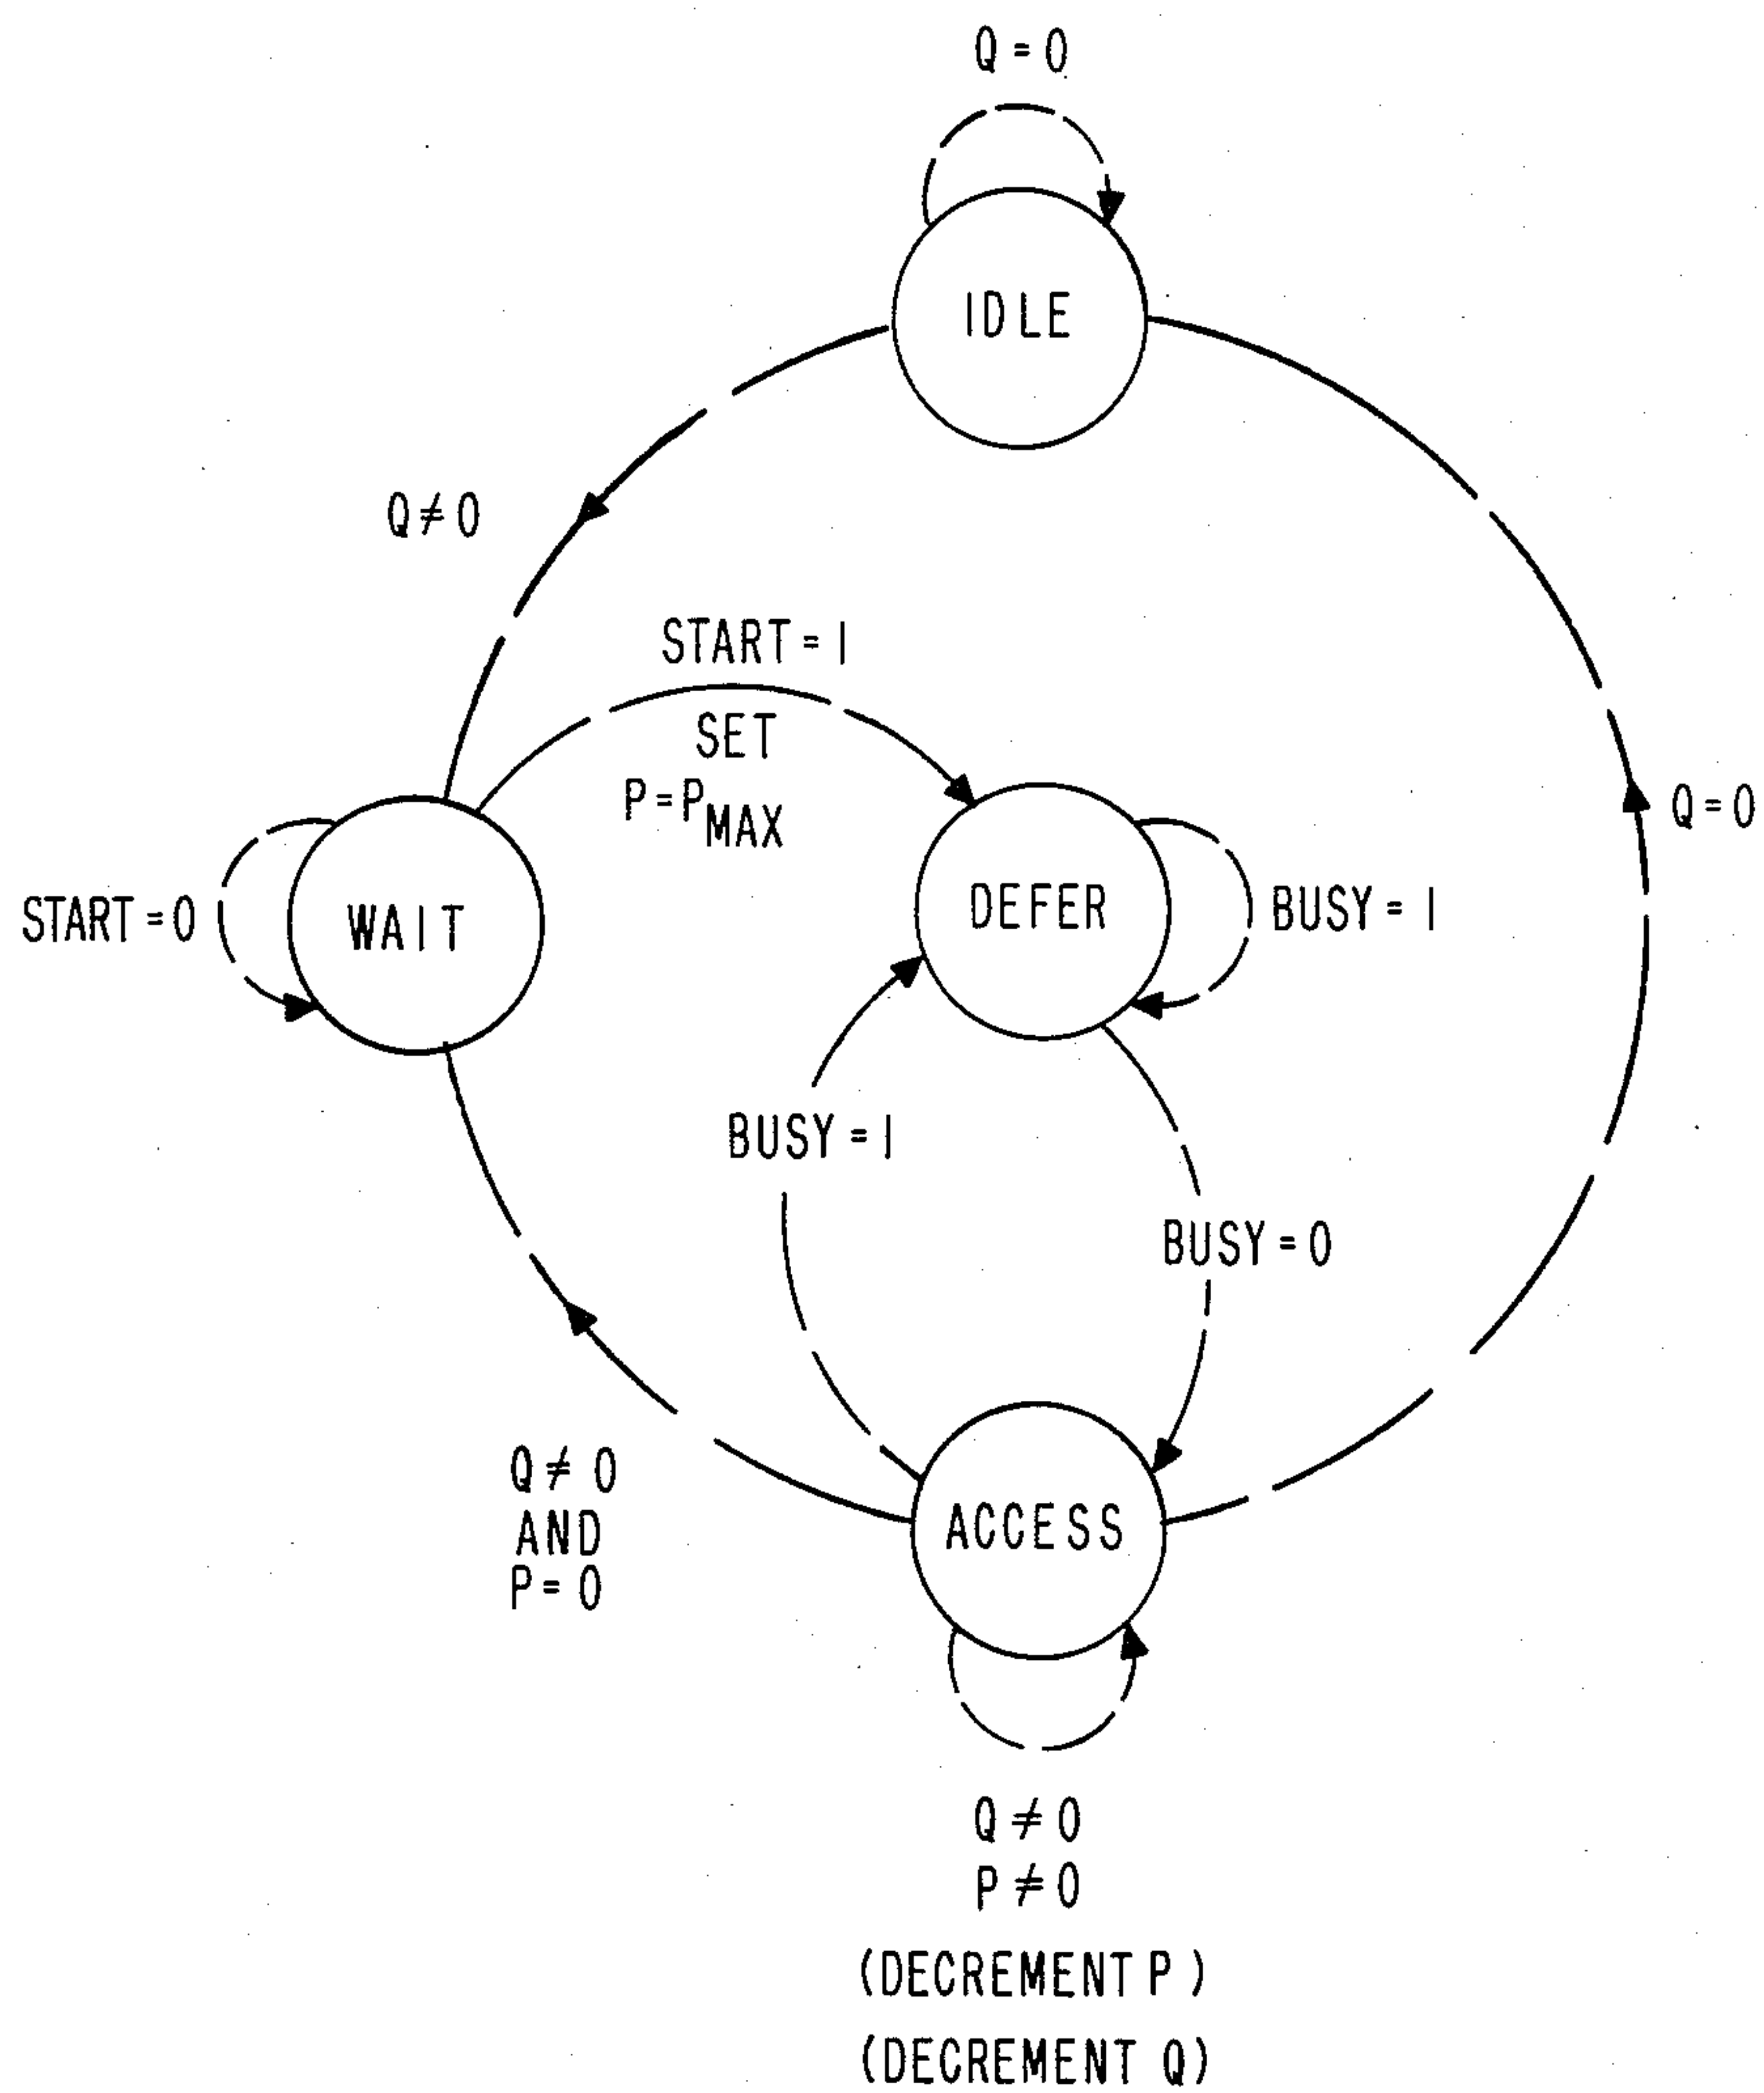 Q = 0
IDLE
Q ≠ 0
START = 1
SET
P = P MAX
Q = 0
START = 0
WAIT
DEFER
BUSY = 1
BUSY = 1
BUSY = 0
Q ≠ 0
AND
P = 0
ACCESS
Q ≠ 0
P ≠ 0
(DECREMENT P)
(DECREMENT Q)